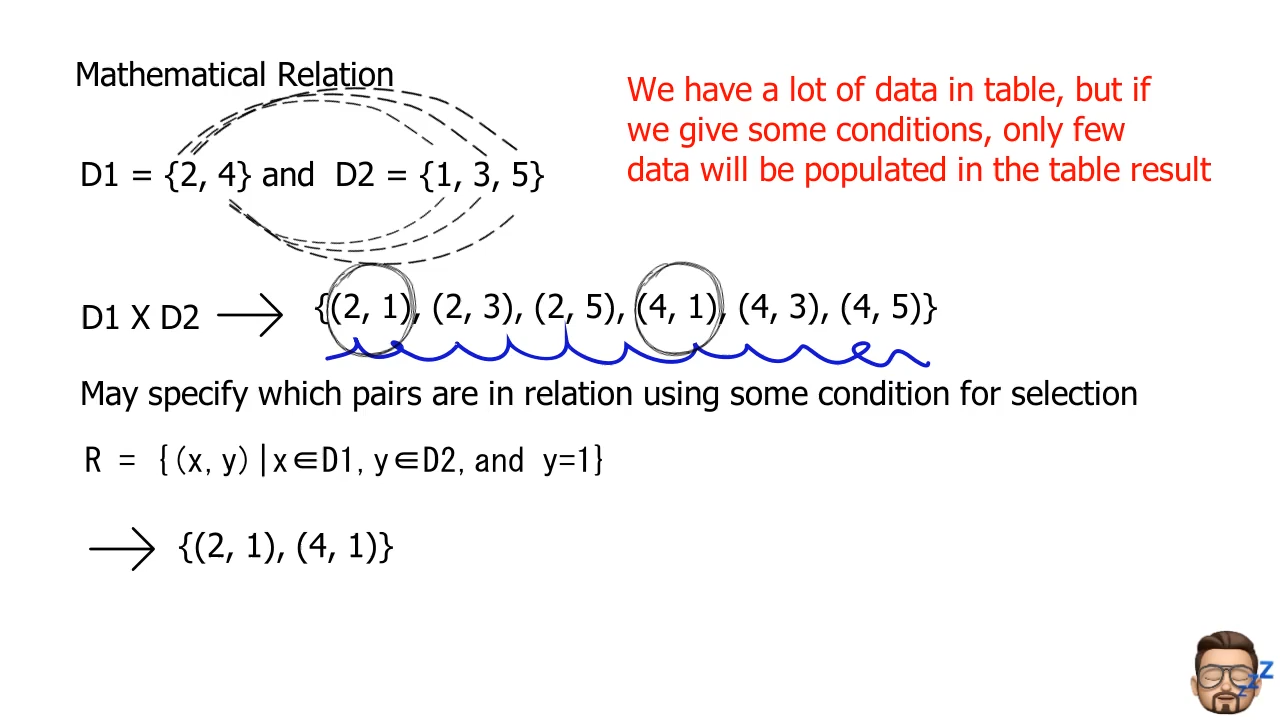 Mathematical Relation
We have a lot of data in table, but if
we give some conditions, only few
data will be populated in the table result
D1 = {2, 4} and D2 = {1, 3, 5}
D1 X D2 → {(2, 1), (2, 3), (2, 5), (4, 1), (4, 3), (4, 5)}
May specify which pairs are in relation using some condition for selection
R = {(x, y)|x∈D1, y∈D2, and y=1}
→ {(2, 1), (4, 1)}
z z Z